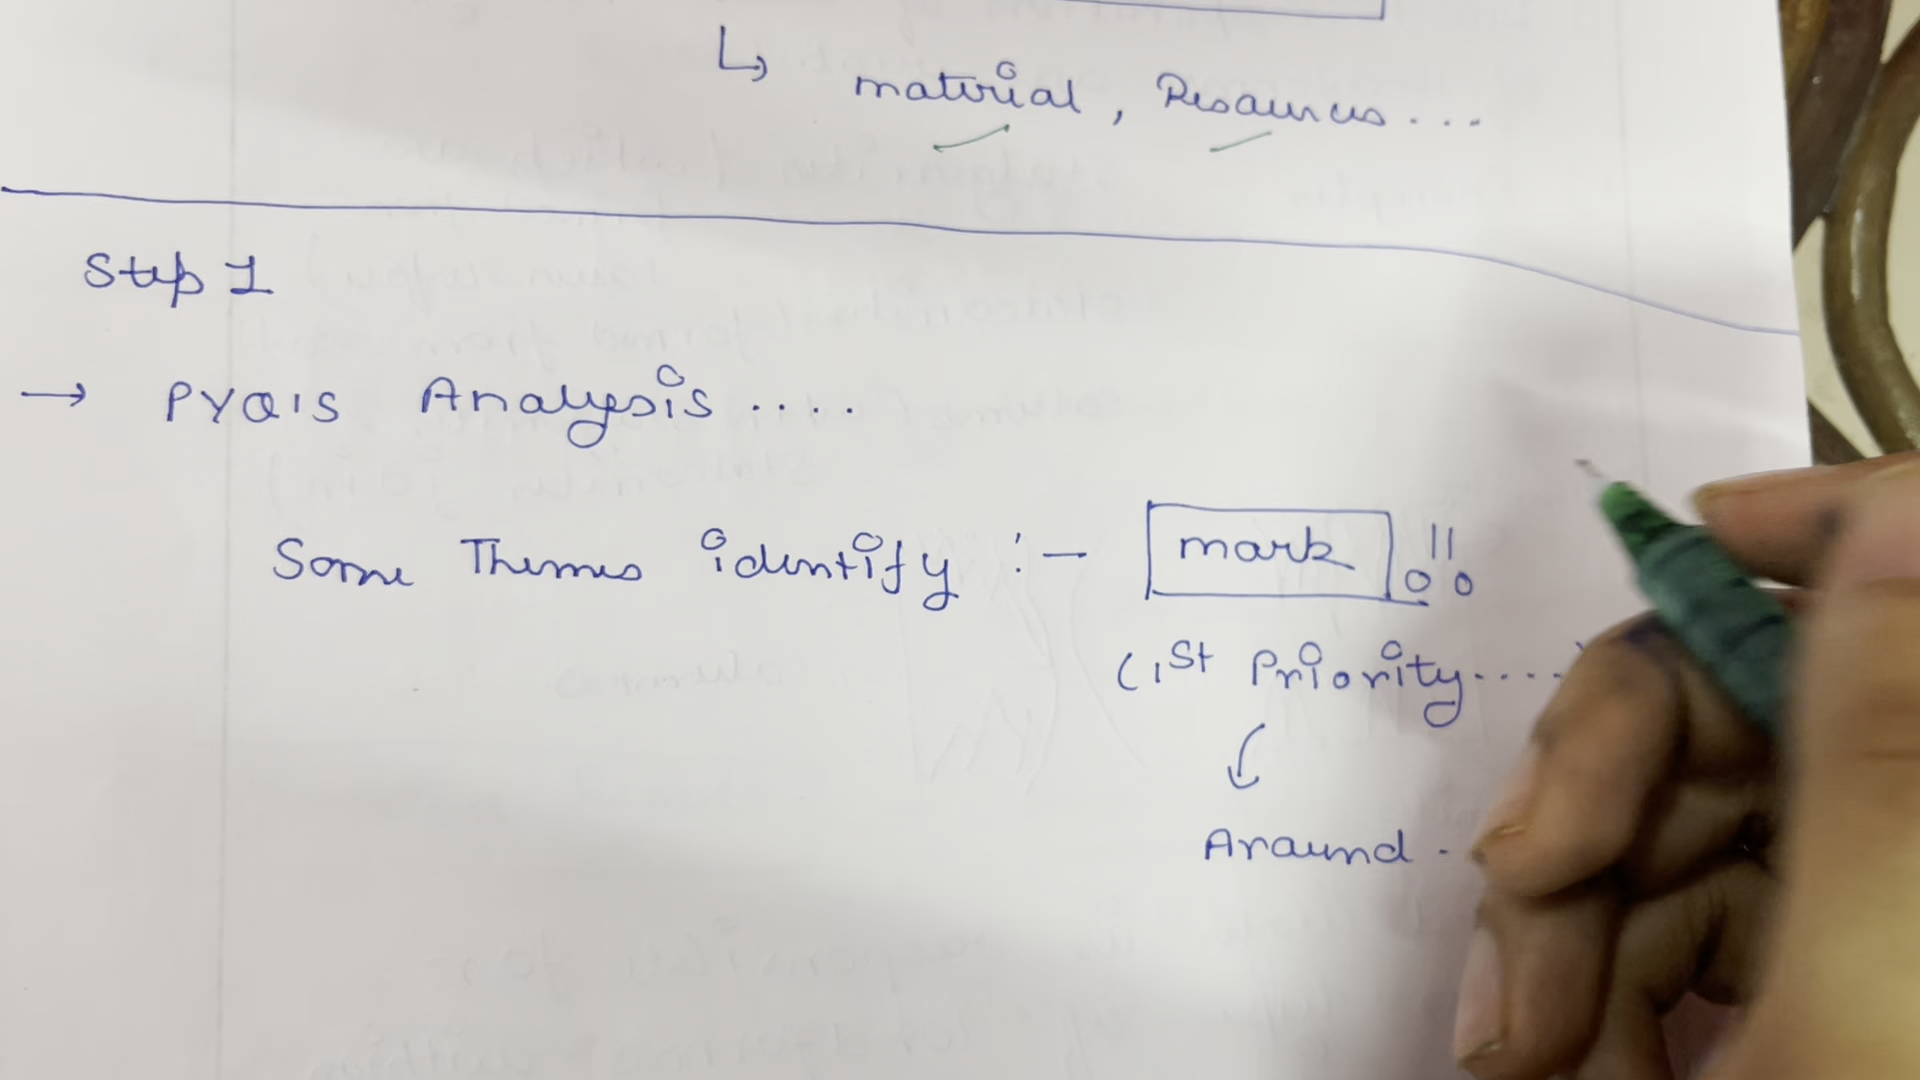 ↳ material, Resources...
Step 1
→ PYQ's Analysis....
Some Themes identify :- mark !!
(1st Priority....)
Around .